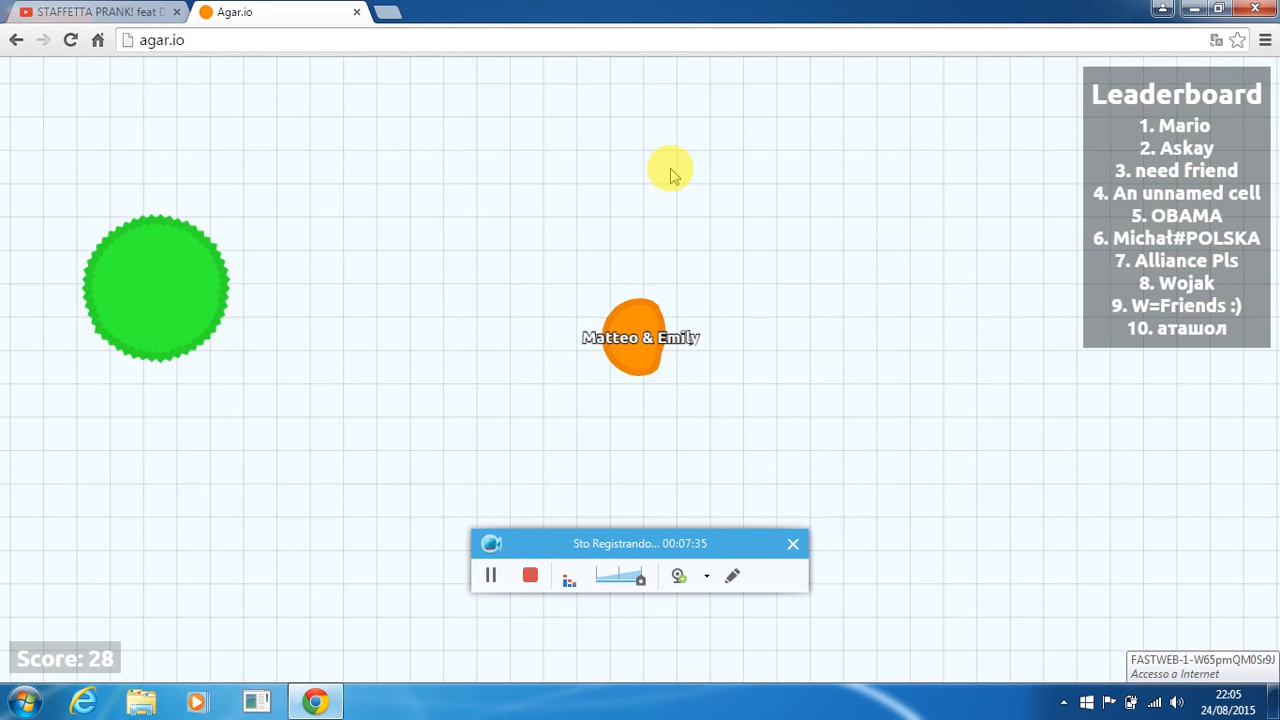 STAFFETTA PRANK! feat D
Agar.io
agar.io
Leaderboard
1. Mario
2. Askay
3. need friend
4. An unnamed cell
5. OBAMA
6. Michał#POLSKA
7. Alliance Pls
8. Wojak
9. W=Friends :)
10. аташол
Matteo & Emily
Sto Registrando... 00:07:35
Score: 28
FASTWEB-1-W65pmQM0Sr9J
Accesso a Internet
22:05
24/08/2015